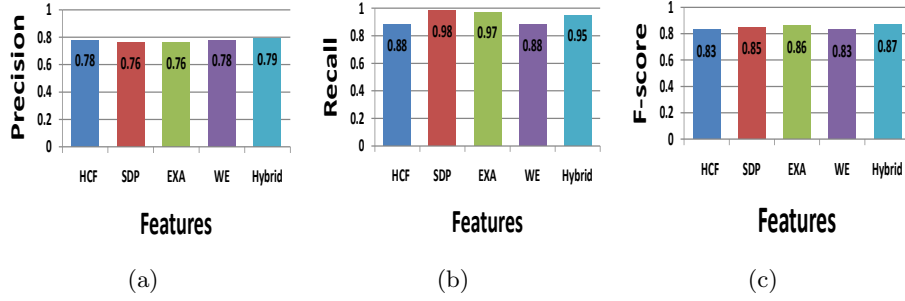 Precision
1
0.8
0.6
0.4
0.2
0
0.78
0.76
0.76
0.78
0.79
HCF SDP EXA WE Hybrid
Features
(a)
Recall
1
0.8
0.6
0.4
0.2
0
0.88
0.98
0.97
0.88
0.95
HCF SDP EXA WE Hybrid
Features
(b)
F-score
1
0.8
0.6
0.4
0.2
0
0.83
0.85
0.86
0.83
0.87
HCF SDP EXA WE Hybrid
Features
(c)